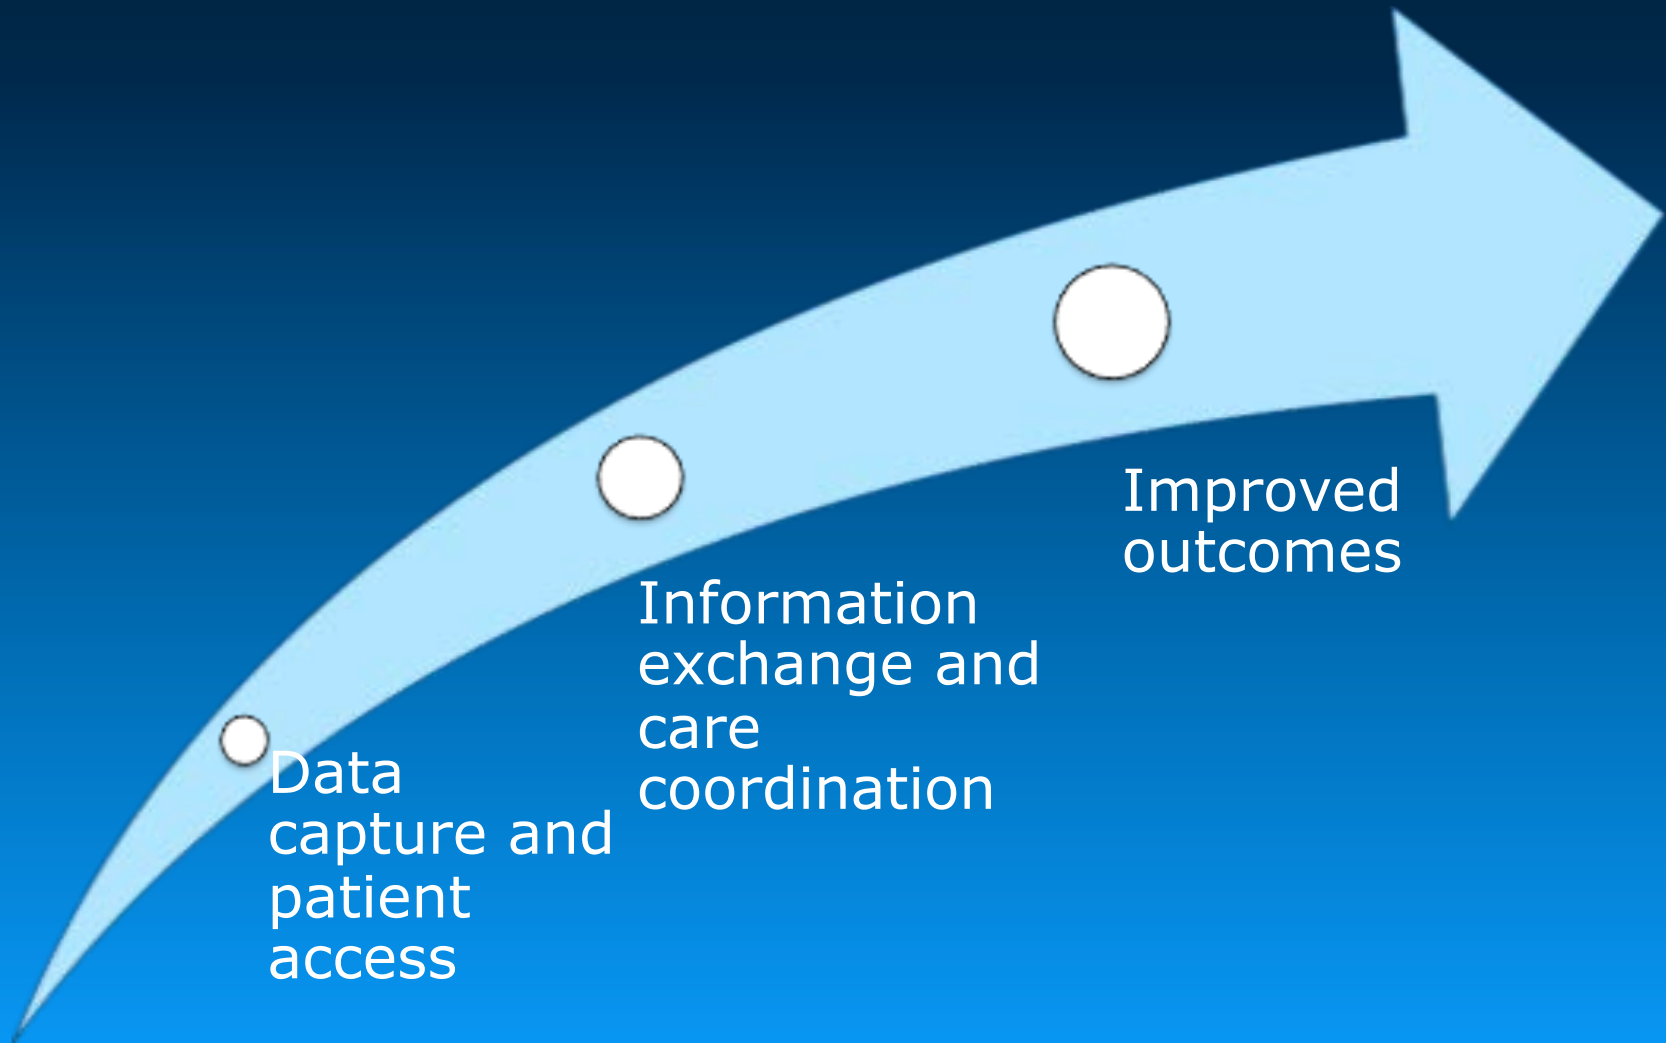 Improved
outcomes
Information
exchange and
care
coordination
Data
capture and
patient
access